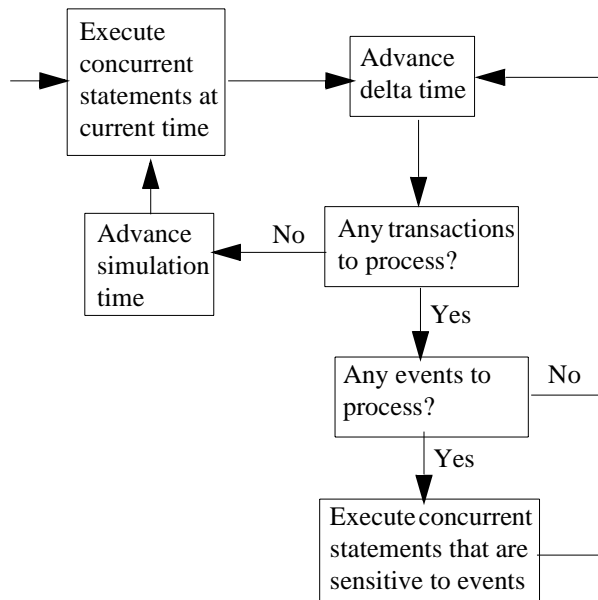 Execute
concurrent
statements at
current time
Advance
delta time
Advance
simulation
time
No
Any transactions
to process?
Yes
Any events to
process?
No
Yes
Execute concurrent
statements that are
sensitive to events